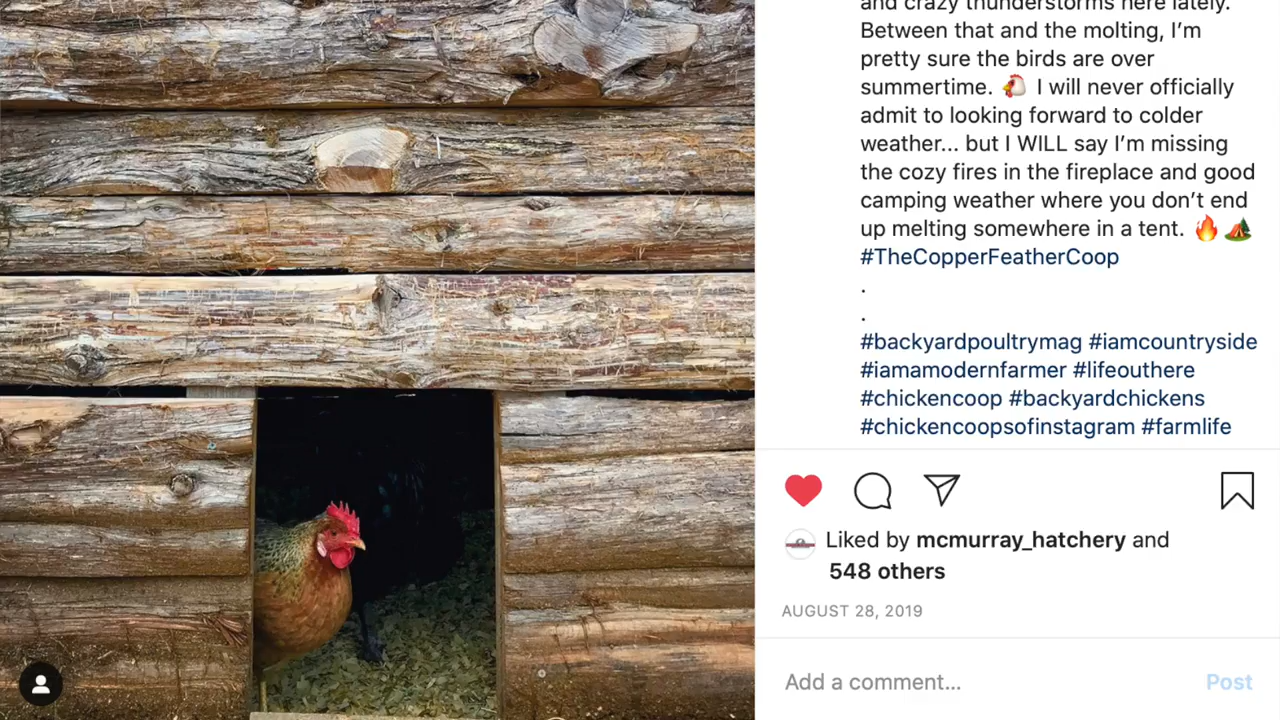 and crazy thunderstorms here lately.
Between that and the molting, I’m
pretty sure the birds are over
summertime. 🐔 I will never officially
admit to looking forward to colder
weather... but I WILL say I’m missing
the cozy fires in the fireplace and good
camping weather where you don’t end
up melting somewhere in a tent. 🔥🏕️
#TheCopperFeatherCoop
.
.
#backyardpoultrymag #iamcountryside
#iamamodernfarmer #lifeouthere
#chickencoop #backyardchickens
#chickencoopsofinstagram #farmlife
Liked by mcmurray_hatchery and
548 others
AUGUST 28, 2019
Add a comment... Post